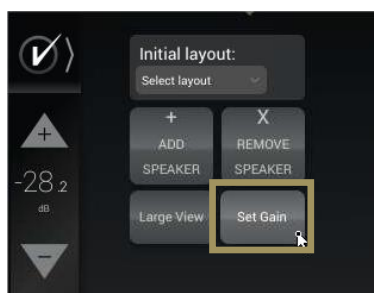 Initial layout:
Select layout
+
ADD
SPEAKER
X
REMOVE
SPEAKER
+
-28.2
dB
Large View
Set Gain